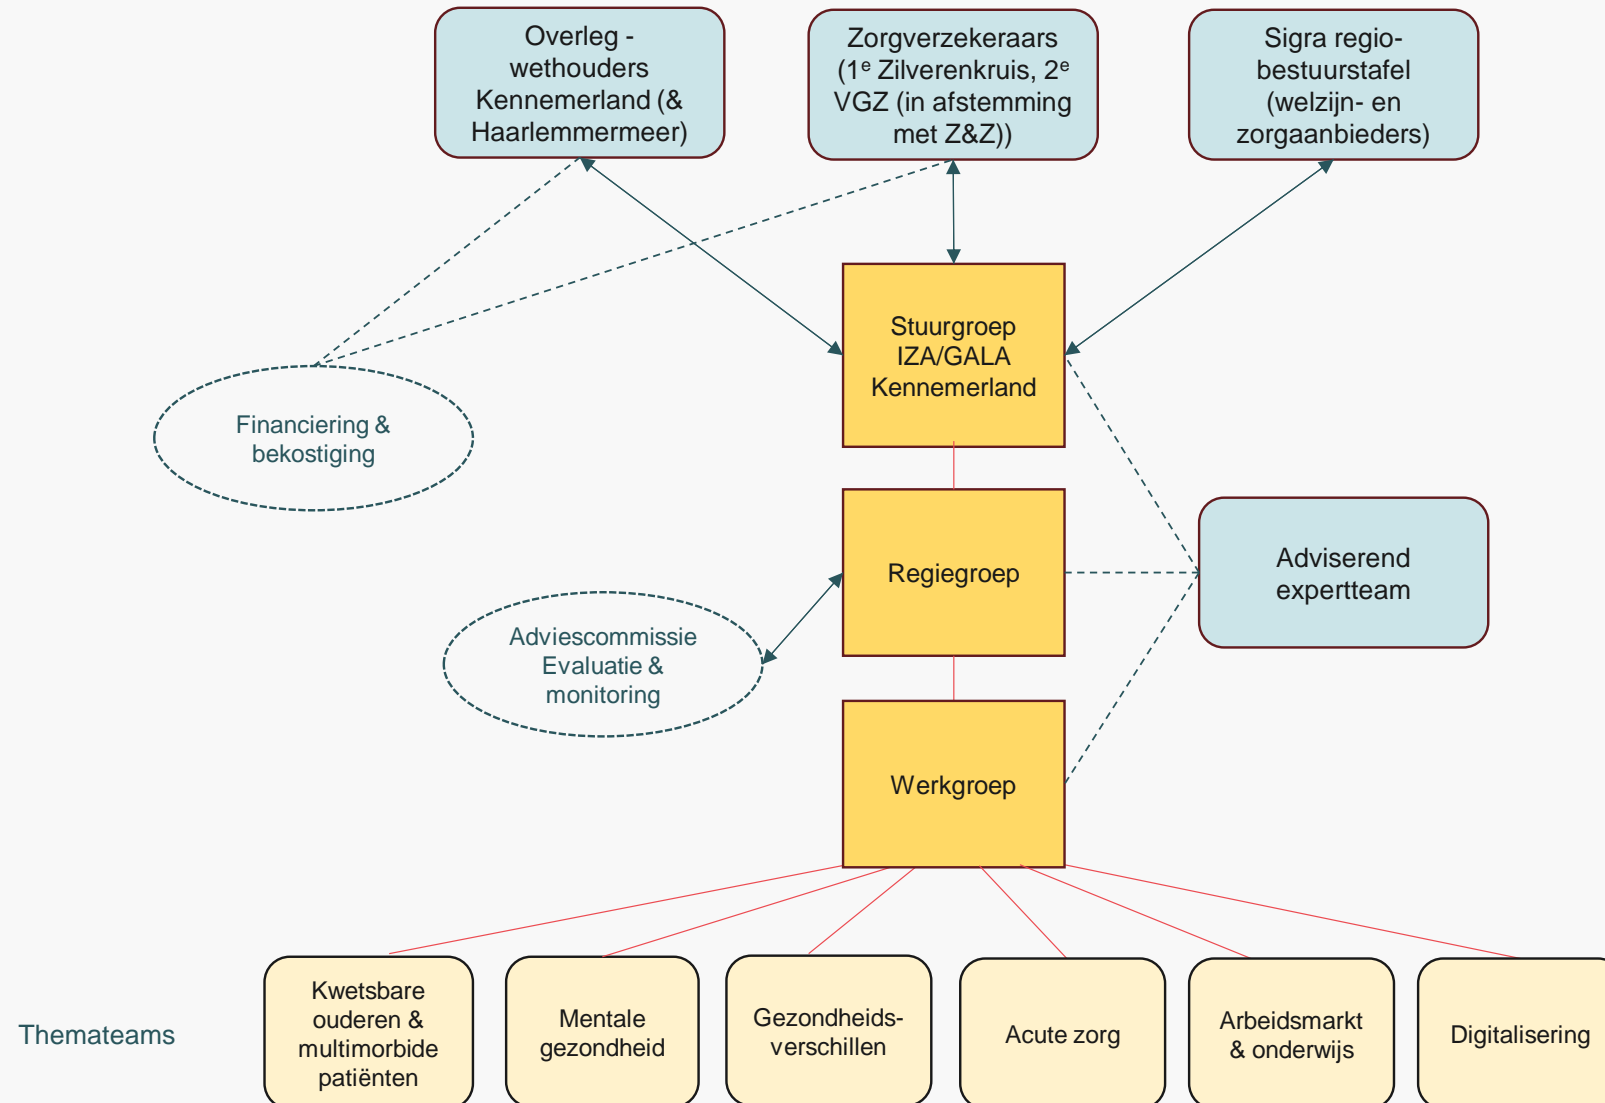 Overleg -
wethouders
Kennemerland (&
Haarlemmermeer)
Zorgverzekeraars
(1e Zilverenkruis, 2e
VGZ (in afstemming
met Z&Z))
Sigra regio-
bestuurstafel
(welzijn- en
zorgaanbieders)
Stuurgroep
IZA/GALA
Kennemerland
Financiering &
bekostiging
Regiegroep
Adviserend
expertteam
Adviescommissie
Evaluatie &
monitoring
Werkgroep
Themateams
Kwetsbare
ouderen &
multimorbide
patiënten
Mentale
gezondheid
Gezondheids-
verschillen
Acute zorg
Arbeidsmarkt
& onderwijs
Digitalisering